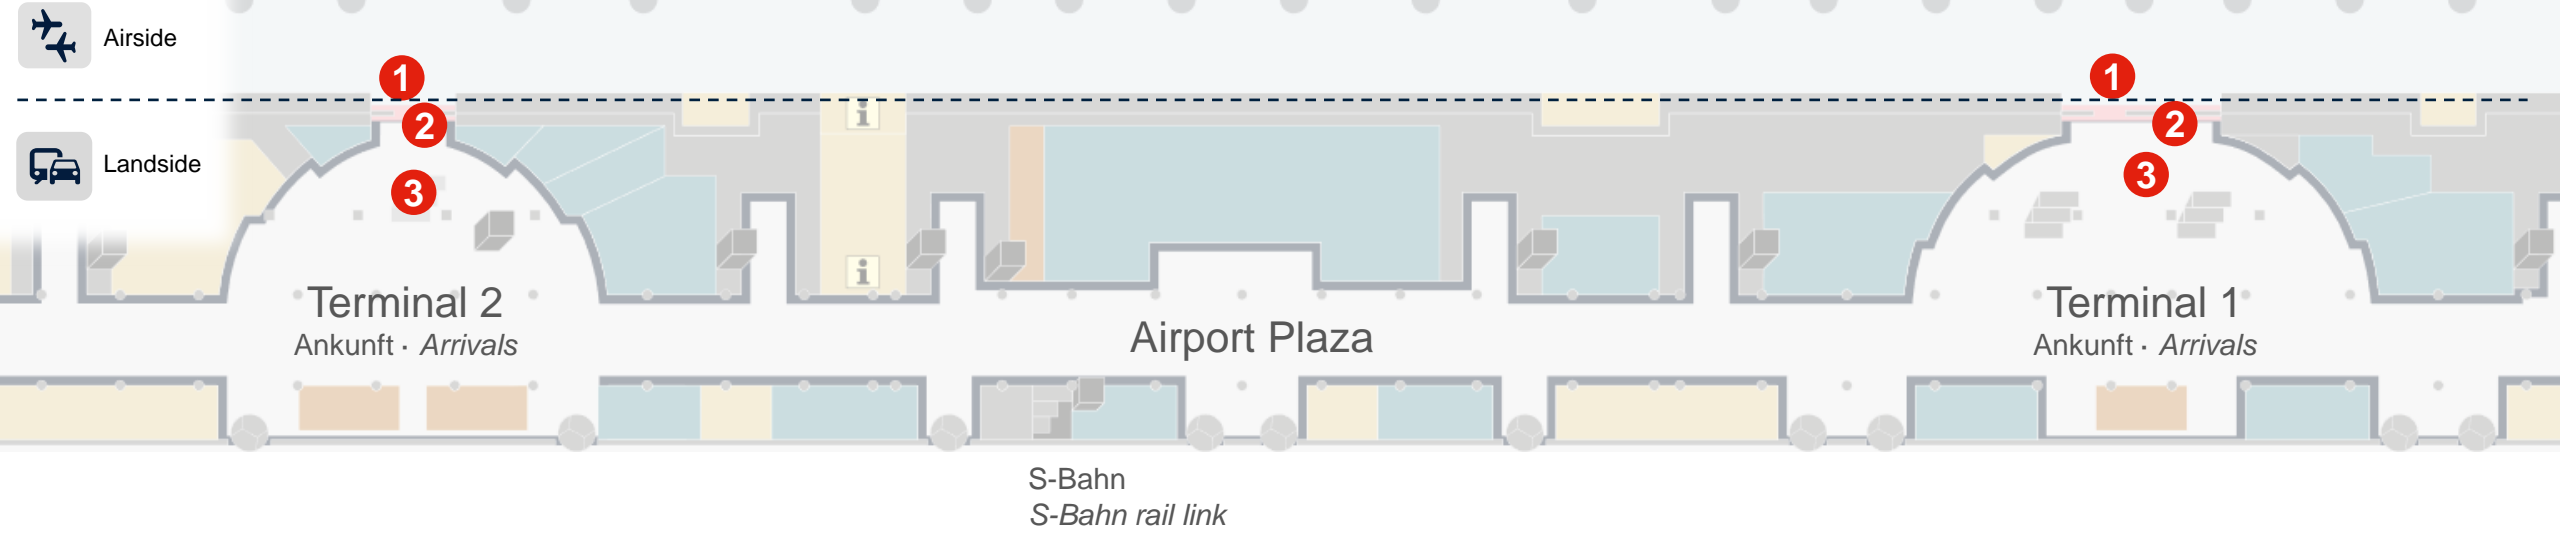 Airside
1
1
2
2
Landside
3
3
i
i
Terminal 2
Ankunft · Arrivals
Airport Plaza
Terminal 1
Ankunft · Arrivals
S-Bahn
S-Bahn rail link